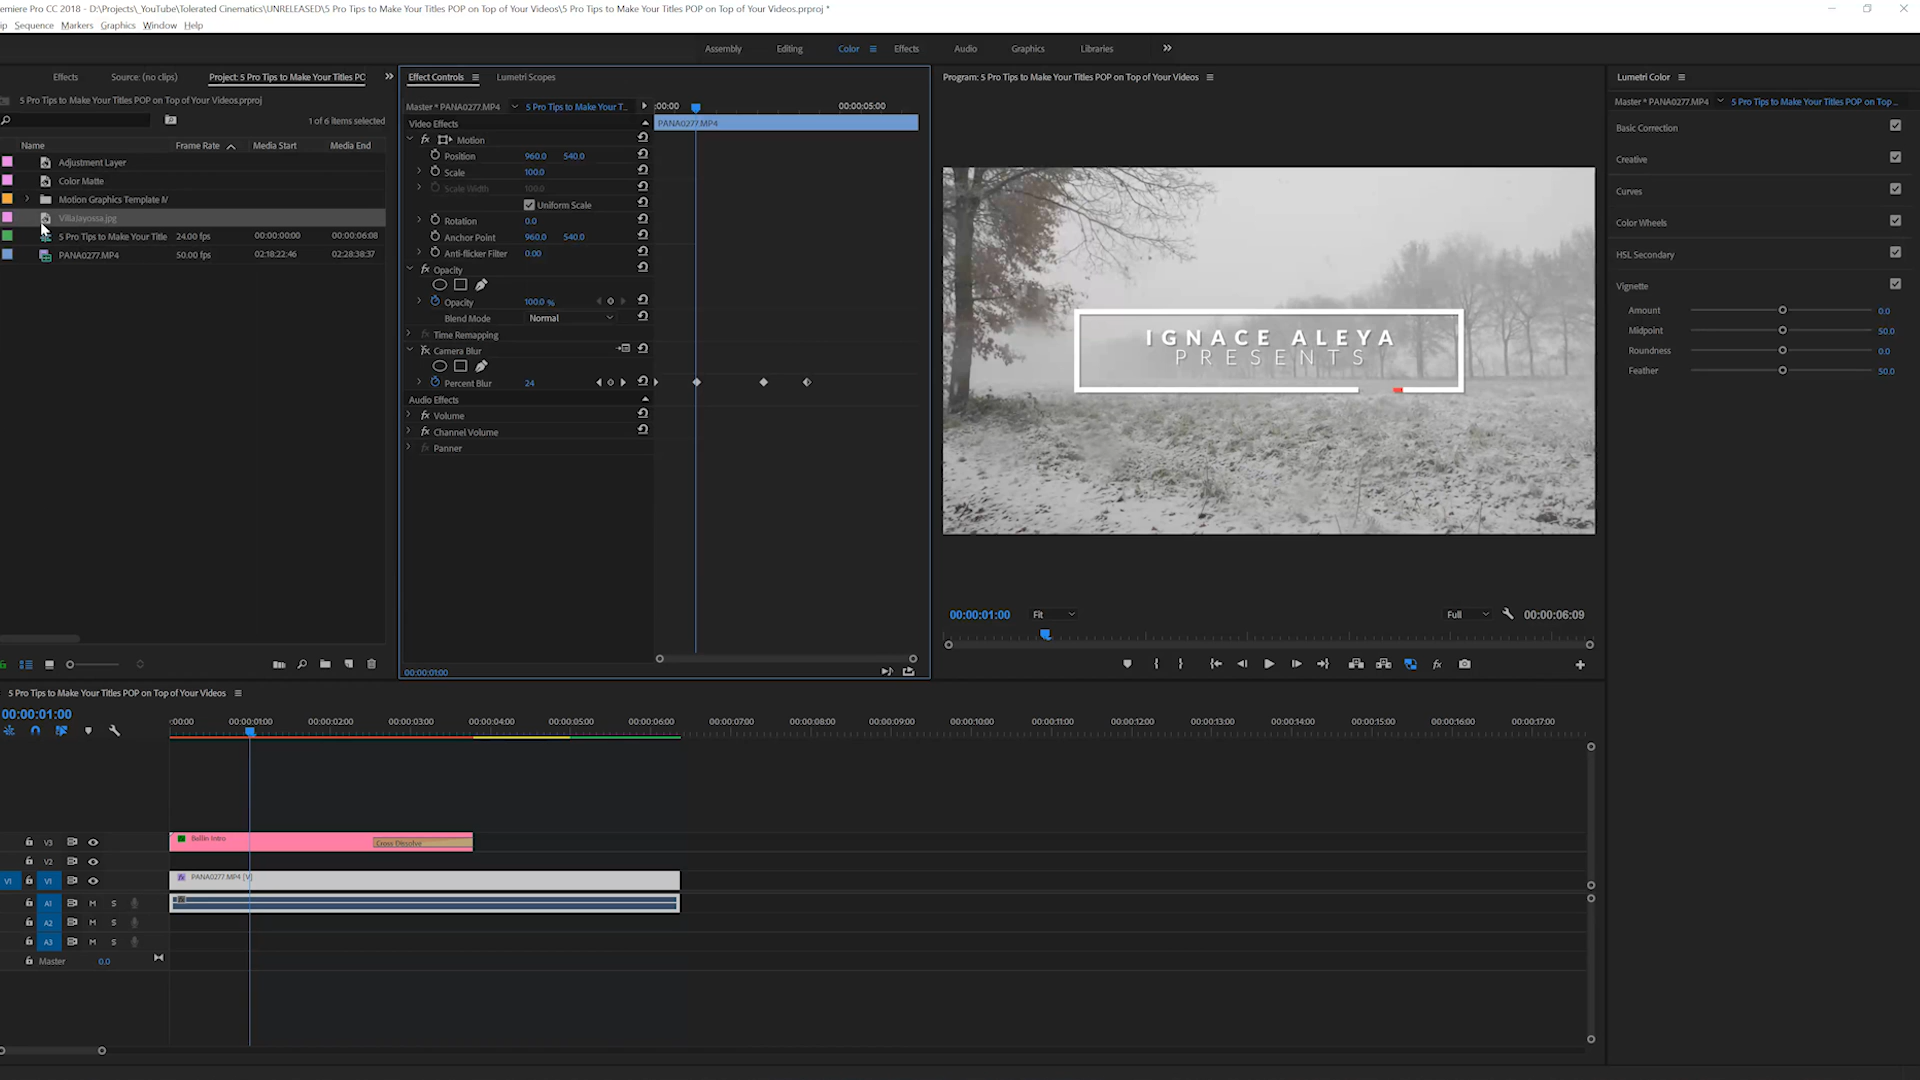 emiere Pro CC 2018 - D:\Projects\_YouTube\Tolerated Cinematics\UNRELEASED\5 Pro Tips to Make Your Titles POP on Top of Your Videos\5 Pro Tips to Make Your Titles POP on Top of Your Videos.prproj *
ip Sequence Markers Graphics Window Help
Assembly Editing Color Effects Audio Graphics Libraries
Effects Source: (no clips) Project: 5 Pro Tips to Make Your Titles PC
5 Pro Tips to Make Your Titles POP on Top of Your Videos.prproj
1 of 6 items selected
Name Frame Rate Media Start Media End
Adjustment Layer
Color Matte
Motion Graphics Template M
VillaJayossa.jpg
5 Pro Tips to Make Your Title 24.00 fps 00:00:00:00 00:00:06:08
PANA0277.MP4 50.00 fps 02:18:22:46 02:28:38:37
Effect Controls Lumetri Scopes
Master * PANA0277.MP4 5 Pro Tips to Make Your T... :00:00 00:00:05:00
Video Effects PANA0277.MP4
fx Motion
Position 960.0 540.0
Scale 100.0
Scale Width 100.0
Uniform Scale
Rotation 0.0
Anchor Point 960.0 540.0
Anti-flicker Filter 0.00
fx Opacity
Opacity 100.0 %
Blend Mode Normal
fx Time Remapping
fx Camera Blur
Percent Blur 24
Audio Effects
fx Volume
fx Channel Volume
fx Panner
00:00:01:00
Program: 5 Pro Tips to Make Your Titles POP on Top of Your Videos
IGNACE ALEYA
PRESENTS
00:00:01:00 Fit Full 00:00:06:09
fx
Lumetri Color
Master * PANA0277.MP4 5 Pro Tips to Make Your Titles POP on Top ...
Basic Correction
Creative
Curves
Color Wheels
HSL Secondary
Vignette
Amount 0.0
Midpoint 50.0
Roundness 0.0
Feather 50.0
5 Pro Tips to Make Your Titles POP on Top of Your Videos
00:00:01:00
:00:00 00:00:01:00 00:00:02:00 00:00:03:00 00:00:04:00 00:00:05:00 00:00:06:00 00:00:07:00 00:00:08:00 00:00:09:00 00:00:10:00 00:00:11:00 00:00:12:00 00:00:13:00 00:00:14:00 00:00:15:00 00:00:16:00 00:00:17:00
V3 Cross Dissolve
V2
V1 V1 fx PANA0277.MP4 [V]
A1 M S
A2 M S
A3 M S
Master 0.0